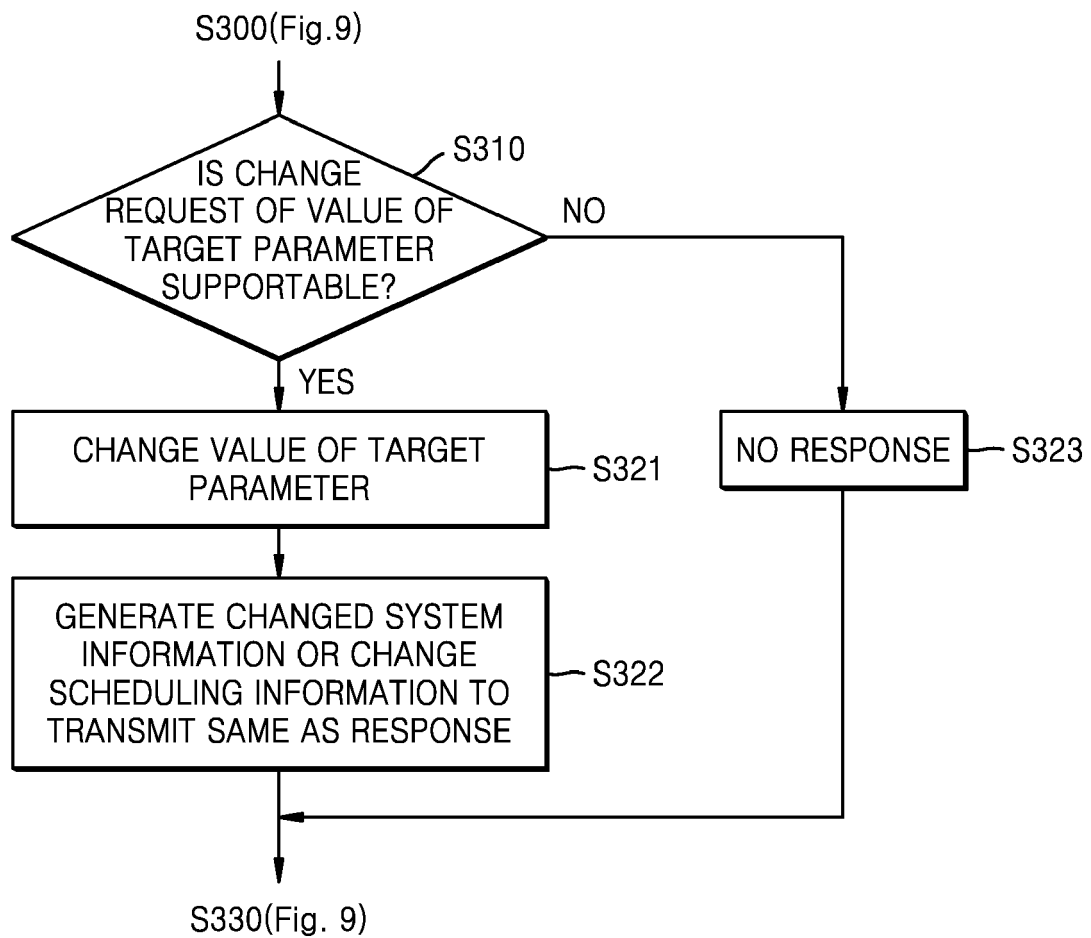 S300(Fig.9)
S310
IS CHANGE
REQUEST OF VALUE OF
TARGET PARAMETER
SUPPORTABLE?
NO
YES
CHANGE VALUE OF TARGET
PARAMETER
S321
NO RESPONSE
S323
GENERATE CHANGED SYSTEM
INFORMATION OR CHANGE
SCHEDULING INFORMATION TO
TRANSMIT SAME AS RESPONSE
S322
S330(Fig. 9)